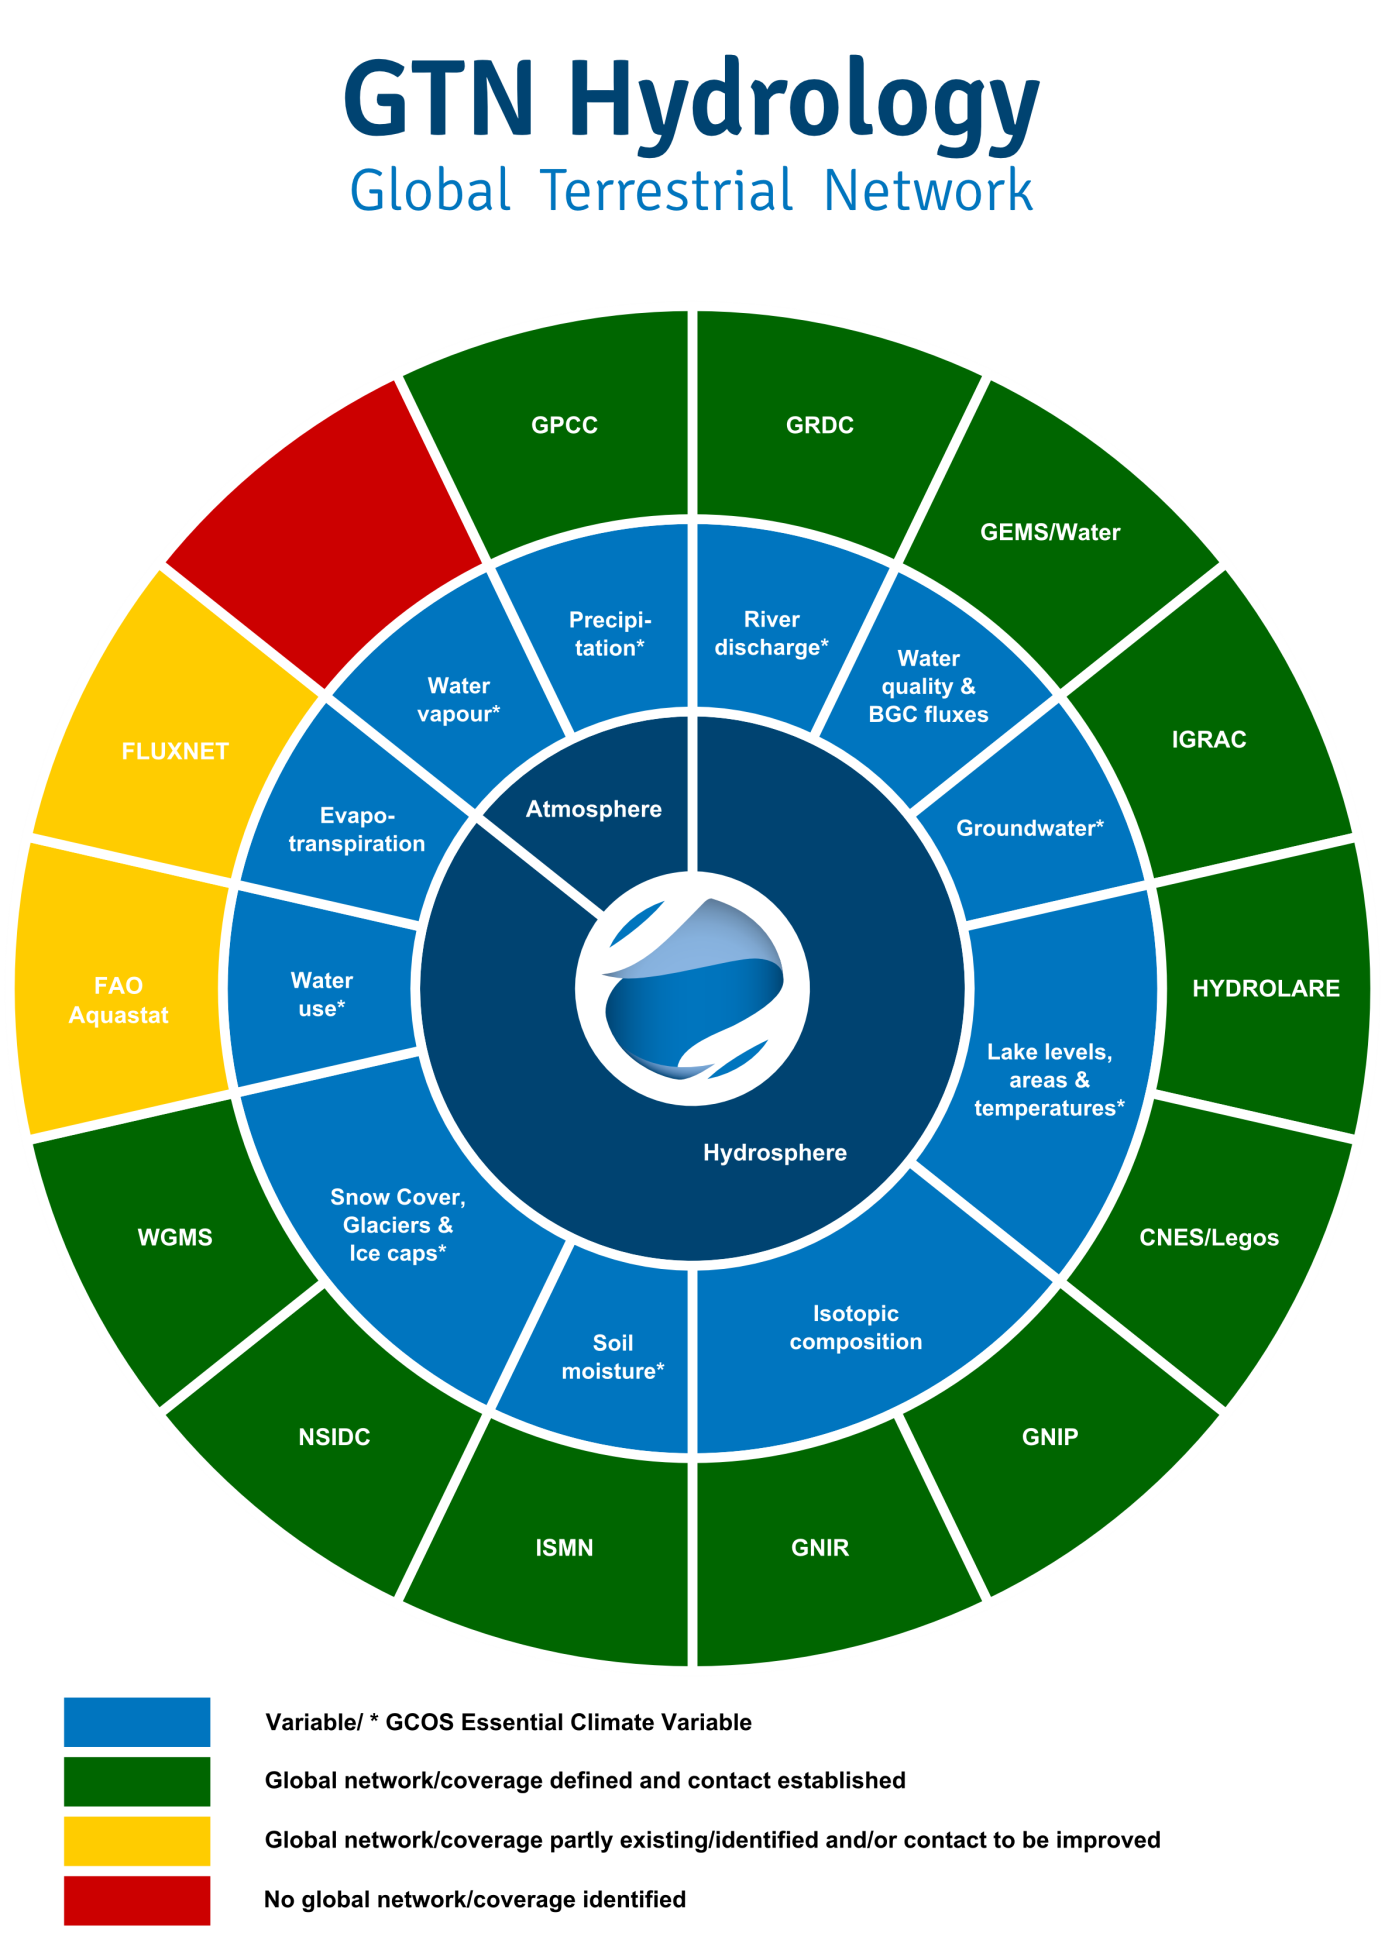 GTN Hydrology
Global Terrestrial Network
GPCC
GRDC
GEMS/Water
IGRAC
HYDROLARE
CNES/Legos
GNIP
GNIR
ISMN
NSIDC
WGMS
FAO
Aquastat
FLUXNET
Precipi-
tation*
River
discharge*
Water
quality &
BGC fluxes
Groundwater*
Lake levels,
areas &
temperatures*
Isotopic
composition
Soil
moisture*
Snow Cover,
Glaciers &
Ice caps*
Water
use*
Evapo-
transpiration
Water
vapour*
Atmosphere
Hydrosphere
Variable/ * GCOS Essential Climate Variable
Global network/coverage defined and contact established
Global network/coverage partly existing/identified and/or contact to be improved
No global network/coverage identified